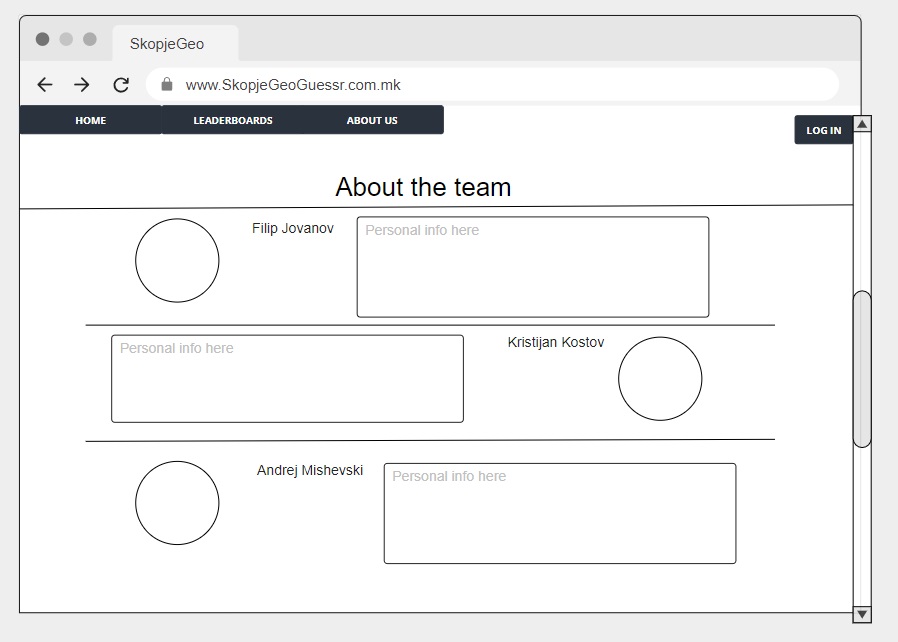 SkopjeGeo
www.SkopjeGeoGuessr.com.mk
HOME LEADERBOARDS ABOUT US
LOG IN
About the team
Filip Jovanov
Personal info here
Personal info here
Kristijan Kostov
Andrej Mishevski
Personal info here